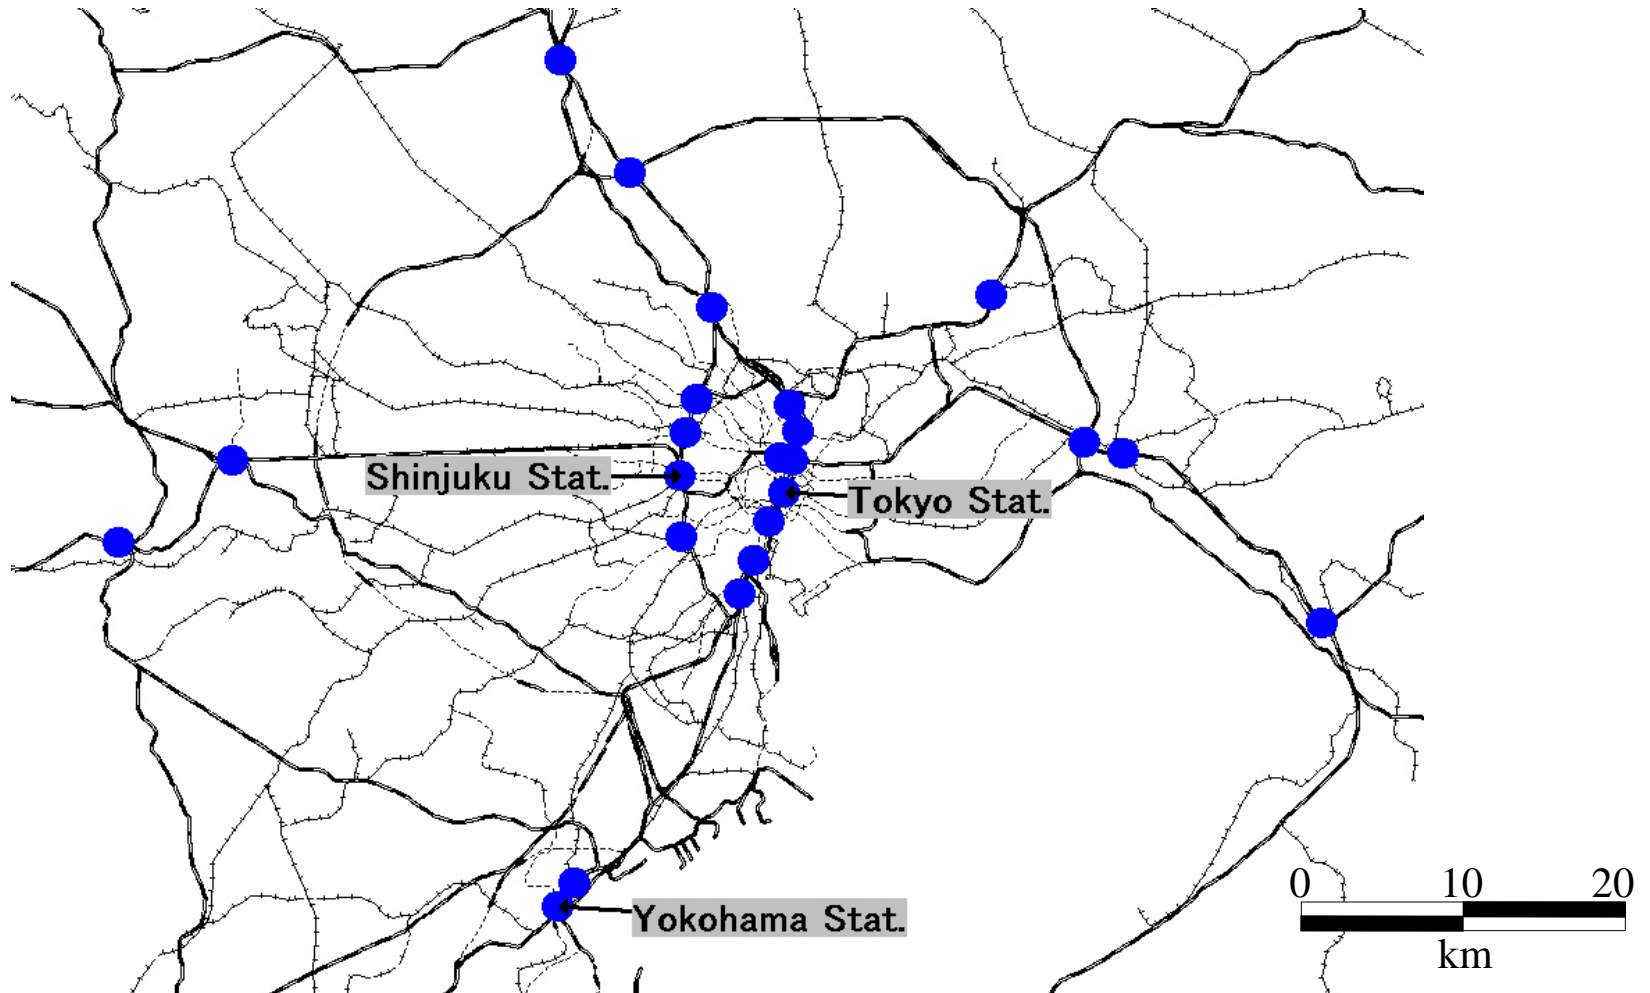 Shinjuku Stat.
Tokyo Stat.
0 10 20
Yokohama Stat.
km